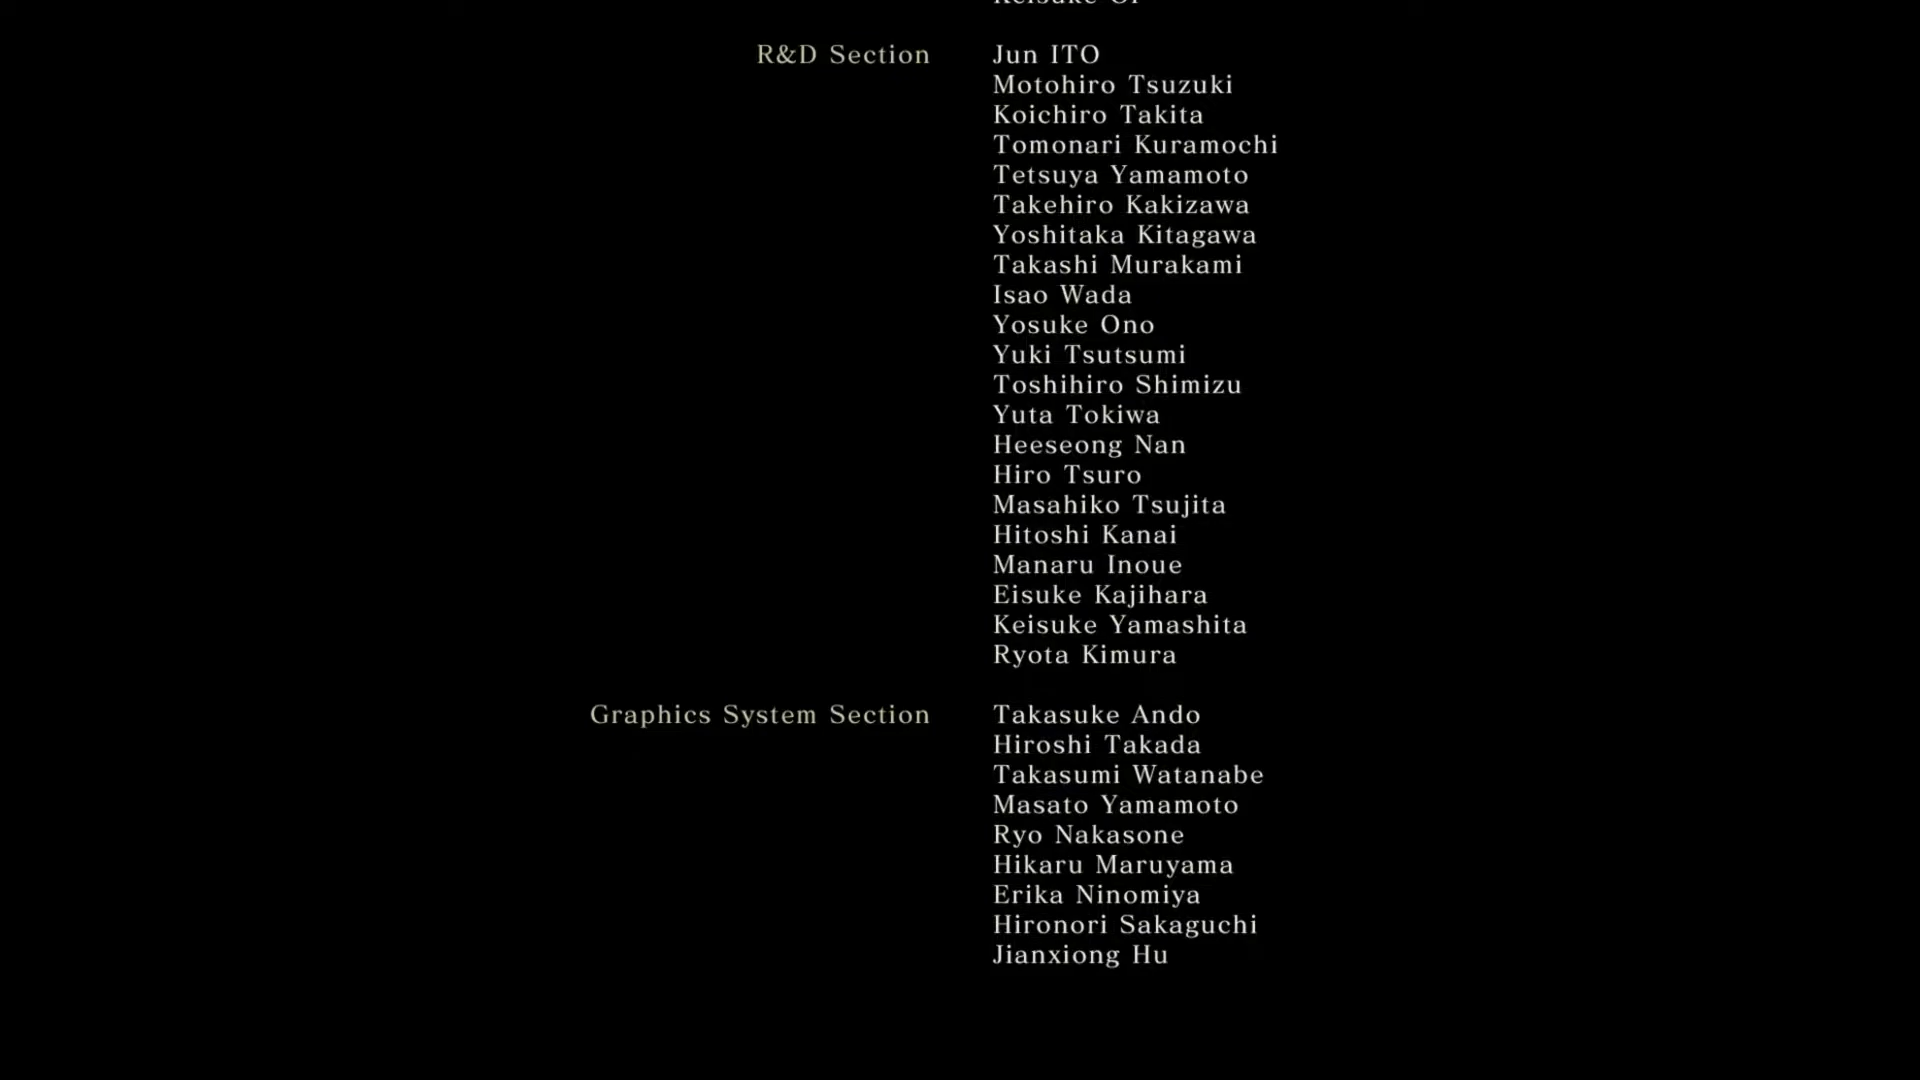 R&D Section Jun ITO
Motohiro Tsuzuki
Koichiro Takita
Tomonari Kuramochi
Tetsuya Yamamoto
Takehiro Kakizawa
Yoshitaka Kitagawa
Takashi Murakami
Isao Wada
Yosuke Ono
Yuki Tsutsumi
Toshihiro Shimizu
Yuta Tokiwa
Heeseong Nan
Hiro Tsuro
Masahiko Tsujita
Hitoshi Kanai
Manaru Inoue
Eisuke Kajihara
Keisuke Yamashita
Ryota Kimura
Graphics System Section Takasuke Ando
Hiroshi Takada
Takasumi Watanabe
Masato Yamamoto
Ryo Nakasone
Hikaru Maruyama
Erika Ninomiya
Hironori Sakaguchi
Jianxiong Hu